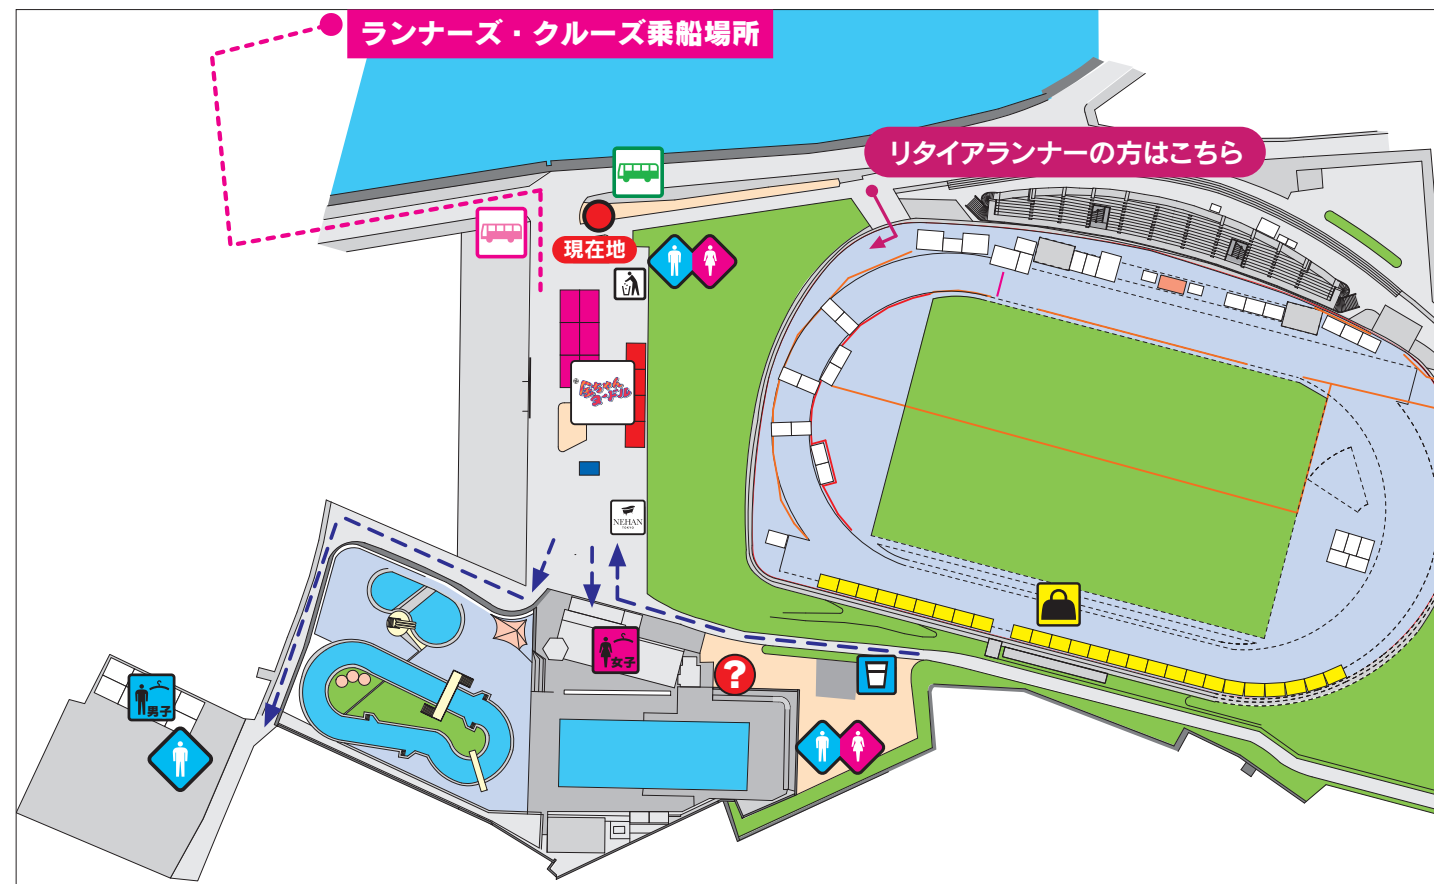 ランナーズ・クルーズ乗船場所
リタイアランナーの方はこちら
現在地
NEHAN
TOKYO
女子
?
男子